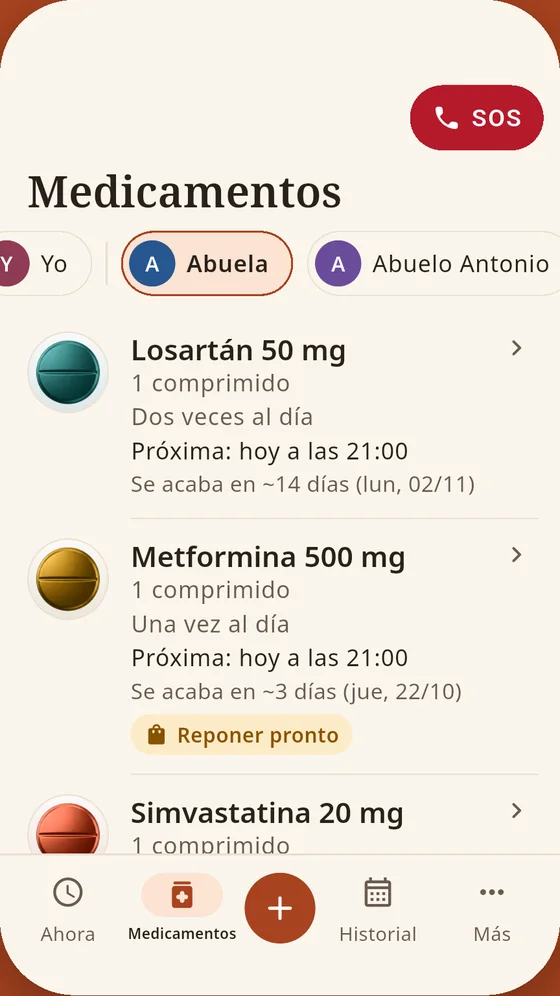 SOS
Medicamentos
Y Yo
A Abuela
A Abuelo Antonio
Losartán 50 mg
1 comprimido
Dos veces al día
Próxima: hoy a las 21:00
Se acaba en ~14 días (lun, 02/11)
Metformina 500 mg
1 comprimido
Una vez al día
Próxima: hoy a las 21:00
Se acaba en ~3 días (jue, 22/10)
Reponer pronto
Simvastatina 20 mg
1 comprimido
Ahora
Medicamentos
Historial
Más